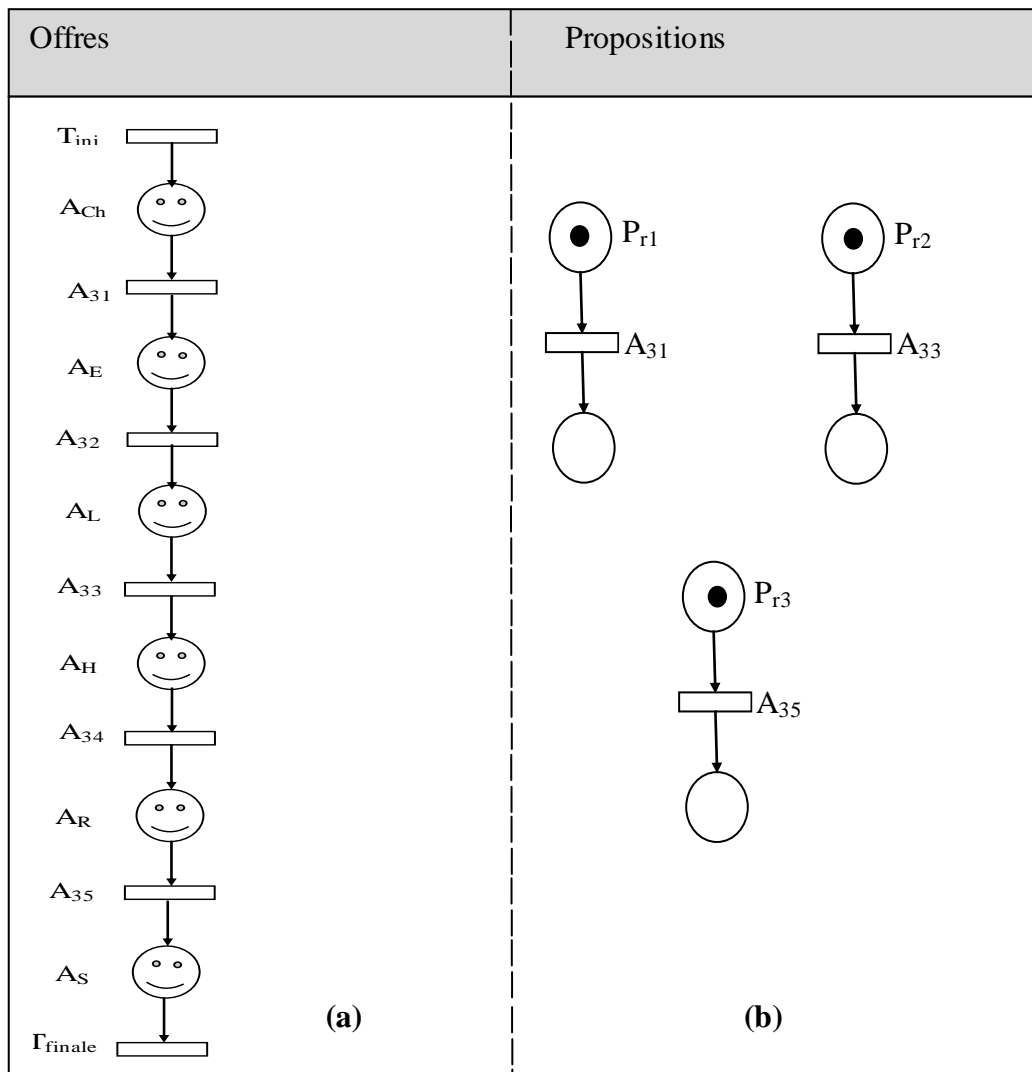 Offres
Propositions
T_ini
A_Ch
A_31
A_E
A_32
A_L
A_33
A_H
A_34
A_R
A_35
A_S
Γ_finale
(a)
P_r1
A_31
P_r2
A_33
P_r3
A_35
(b)